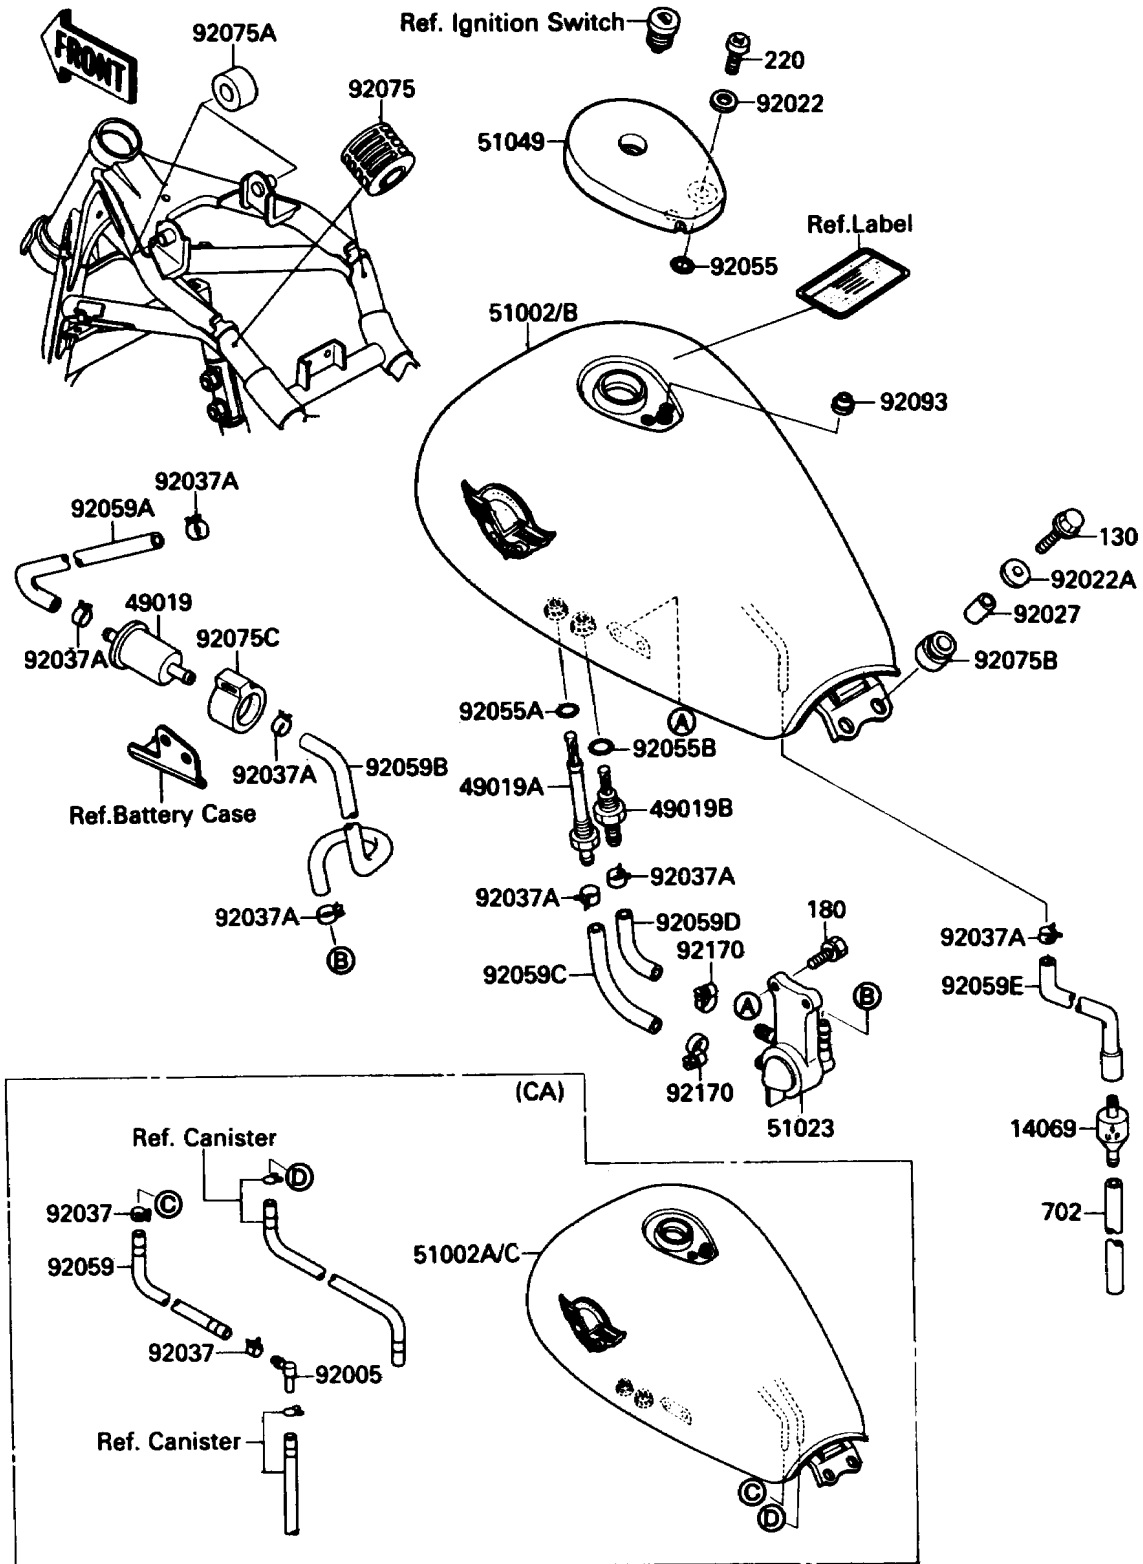 FRONT
92075A
92075
Ref. Ignition Switch
220
92022
51049
92055
Ref.Label
51002/B
92093
92037A
92059A
130
92022A
92027
92075B
49019
92075C
92037A
92037A
92059B
Ref.Battery Case
92055A
A
92055B
49019A
49019B
92037A
92037A
92037A
B
92059D
180
92170
92059C
A
B
92037A
92059E
92170
51023
14069
702
(CA)
Ref. Canister
D
92037
C
92059
51002A/C
92037
92005
Ref. Canister
C
D